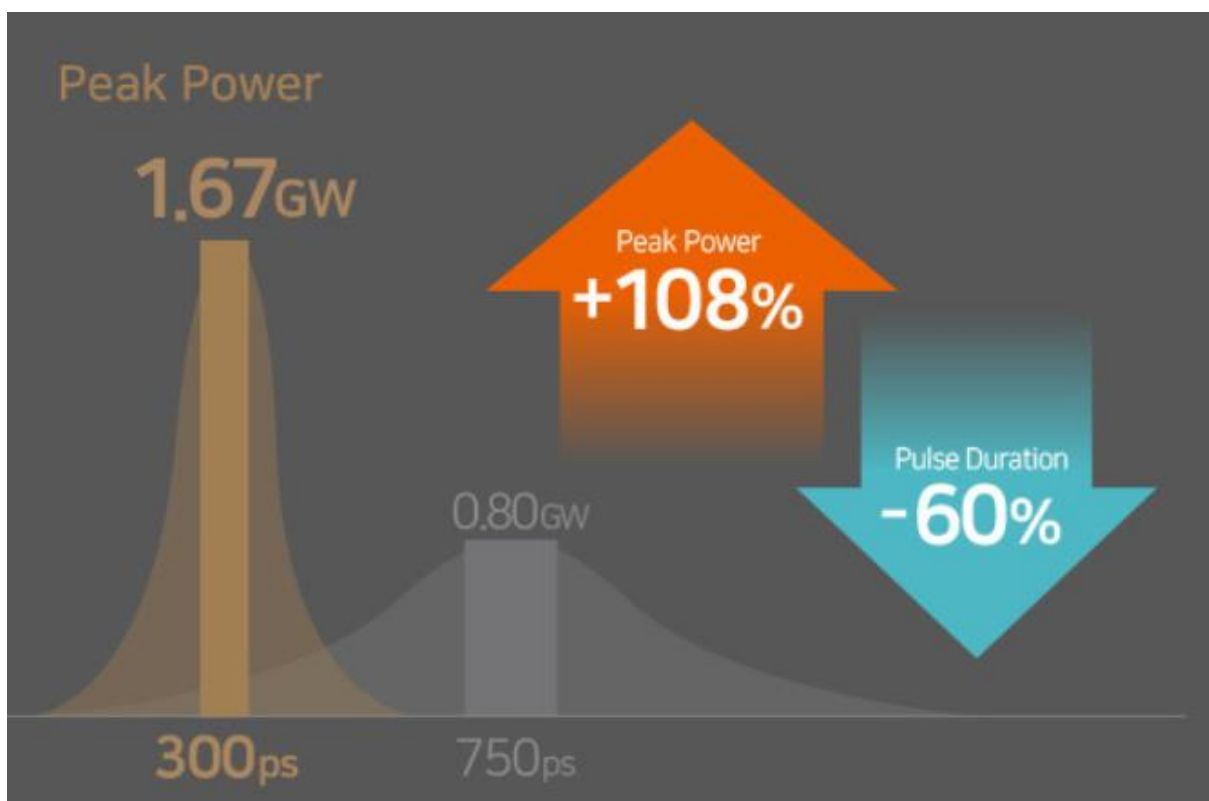 Peak Power
1.67GW
Peak Power
+108%
Pulse Duration
-60%
0.80GW
300ps
750ps